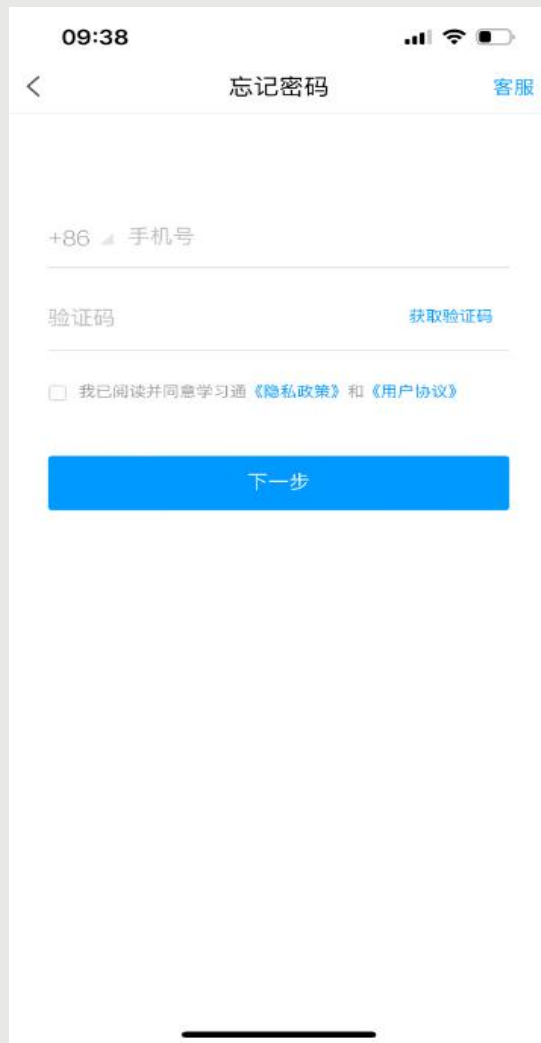 09:38
忘记密码 客服
+86 手机号
验证码 获取验证码
我已阅读并同意学习通《隐私政策》和《用户协议》
下一步